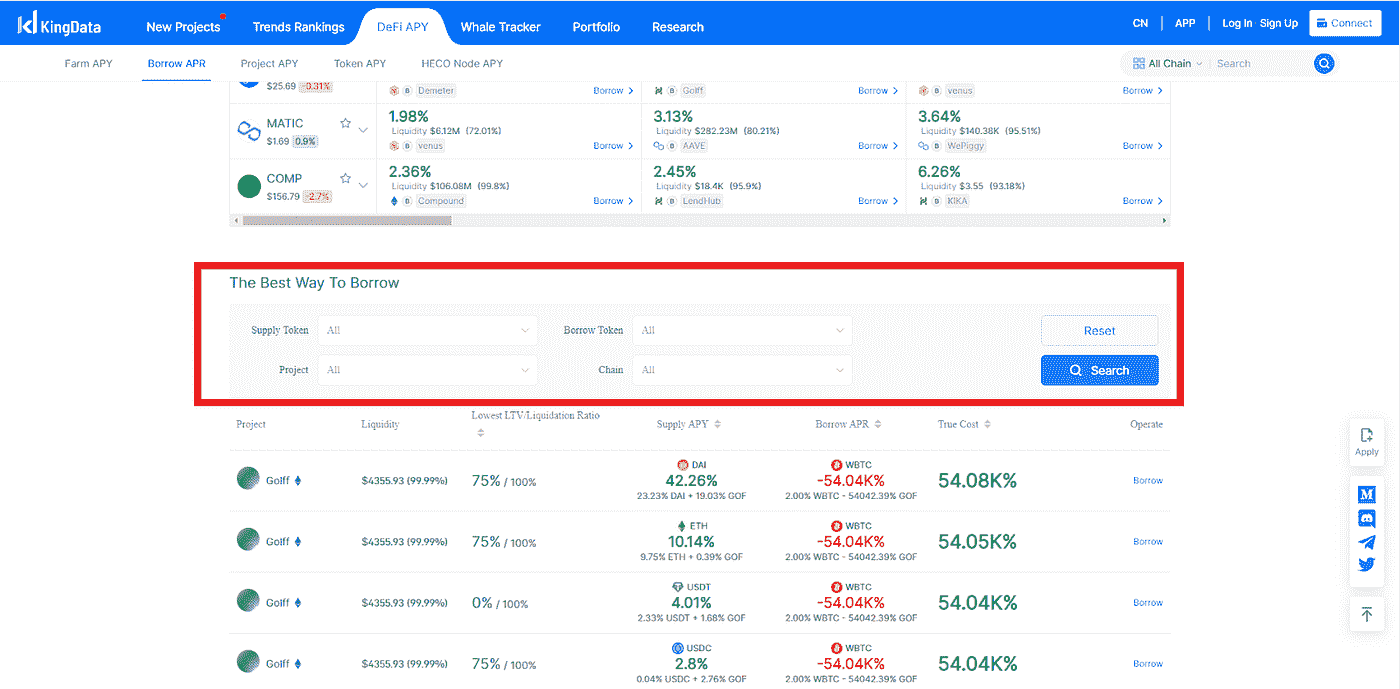 KingData New Projects Trends Rankings DeFi APY Whale Tracker Portfolio Research CN APP Log In Sign Up Connect
Farm APY Borrow APR Project APY Token APY HECO Node APY All Chain Search
$25.69 -0.31% Demeter Borrow > Golff Borrow > venus Borrow >
MATIC 1.98% 3.13% 3.64%
Liquidity $6.12M (72.01%) Liquidity $282.23M (80.21%) Liquidity $140.38K (95.51%)
$1.69 0.9% venus Borrow > AAVE Borrow > WePiggy Borrow >
COMP 2.36% 2.45% 6.26%
Liquidity $106.08M (99.8%) Liquidity $18.4K (95.9%) Liquidity $3.55 (93.18%)
$156.79 -2.7% Compound Borrow > LendHub Borrow > KIKA Borrow >
The Best Way To Borrow
Supply Token All Borrow Token All Reset
Project All Chain All Search
Project Liquidity Lowest LTV/Liquidation Ratio Supply APY Borrow APR True Cost Operate
DAI WBTC
Golff $4355.93 (99.99%) 75% / 100% 42.26% -54.04K% 54.08K% Borrow
23.23% DAI + 19.03% GOF 2.00% WBTC - 54042.39% GOF
ETH WBTC
Golff $4355.93 (99.99%) 75% / 100% 10.14% -54.04K% 54.05K% Borrow
9.75% ETH + 0.39% GOF 2.00% WBTC - 54042.39% GOF
USDT WBTC
Golff $4355.93 (99.99%) 0% / 100% 4.01% -54.04K% 54.04K% Borrow
2.33% USDT + 1.68% GOF 2.00% WBTC - 54042.39% GOF
USDC WBTC
Golff $4355.93 (99.99%) 75% / 100% 2.8% -54.04K% 54.04K% Borrow
0.04% USDC + 2.76% GOF 2.00% WBTC - 54042.39% GOF
Apply